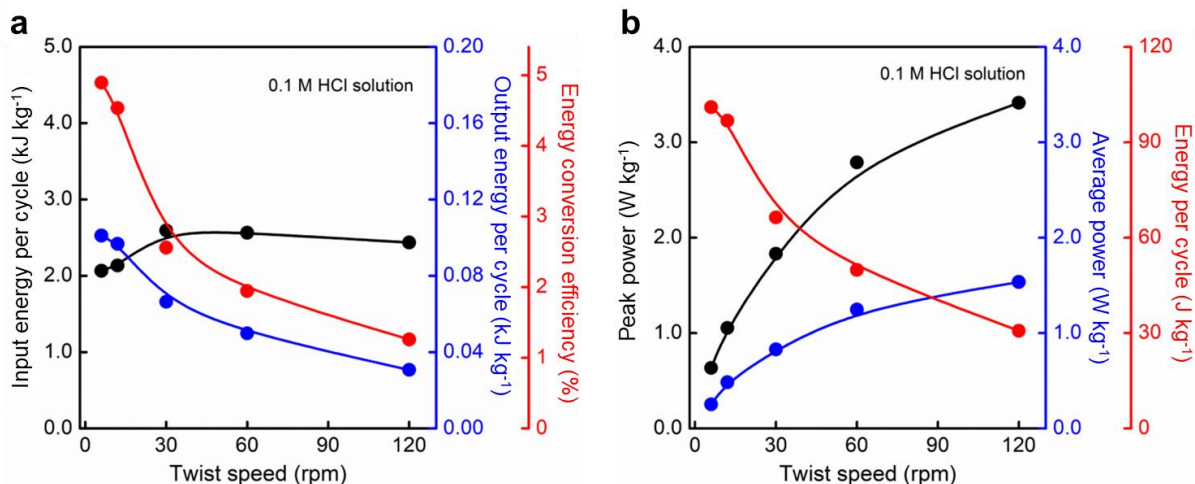 a
5.0
4.0
3.0
2.0
1.0
0.0
Input energy per cycle (kJ kg-1)
0.1 M HCl solution
0 30 60 90 120
Twist speed (rpm)
0.20
0.16
0.12
0.08
0.04
0.00
Output energy per cycle (kJ kg-1)
5
4
3
2
1
0
Energy conversion efficiency (%)
b
4.0
3.0
2.0
1.0
0.0
Peak power (W kg-1)
0.1 M HCl solution
0 30 60 90 120
Twist speed (rpm)
4.0
3.0
2.0
1.0
0.0
Average power (W kg-1)
120
90
60
30
0
Energy per cycle (J kg-1)